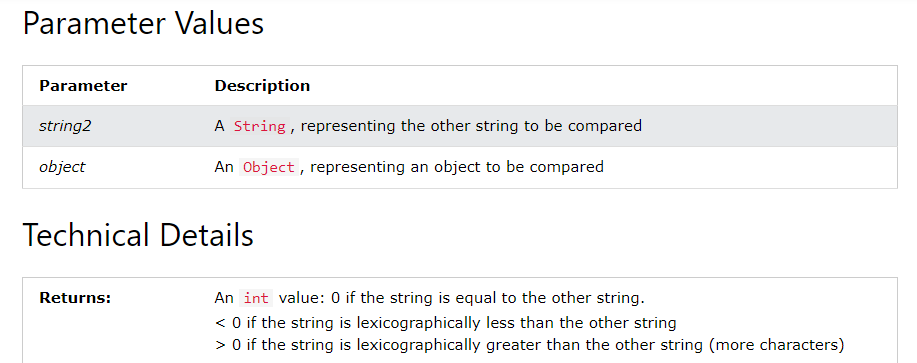 Parameter Values
Parameter Description
string2 A String, representing the other string to be compared
object An Object, representing an object to be compared
Technical Details
Returns: An int value: 0 if the string is equal to the other string.
< 0 if the string is lexicographically less than the other string
> 0 if the string is lexicographically greater than the other string (more characters)